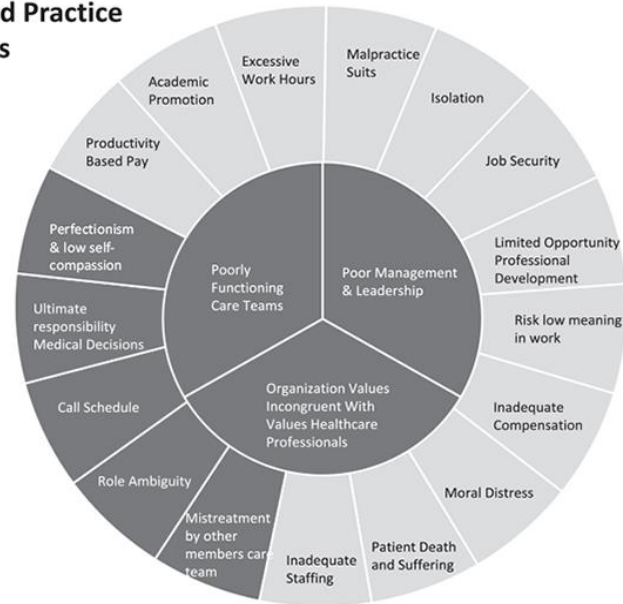 d Practice
s
Excessive
Work Hours
Malpractice
Suits
Isolation
Job Security
Limited Opportunity
Professional
Development
Risk low meaning
in work
Inadequate
Compensation
Moral Distress
Patient Death
and Suffering
Inadequate
Staffing
Mistreatment
by other
members care
team
Role Ambiguity
Call Schedule
Ultimate
responsibility
Medical Decisions
Perfectionism
& low self-
compassion
Productivity
Based Pay
Academic
Promotion
Poorly
Functioning
Care Teams
Poor Management
& Leadership
Organization Values
Incongruent With
Values Healthcare
Professionals